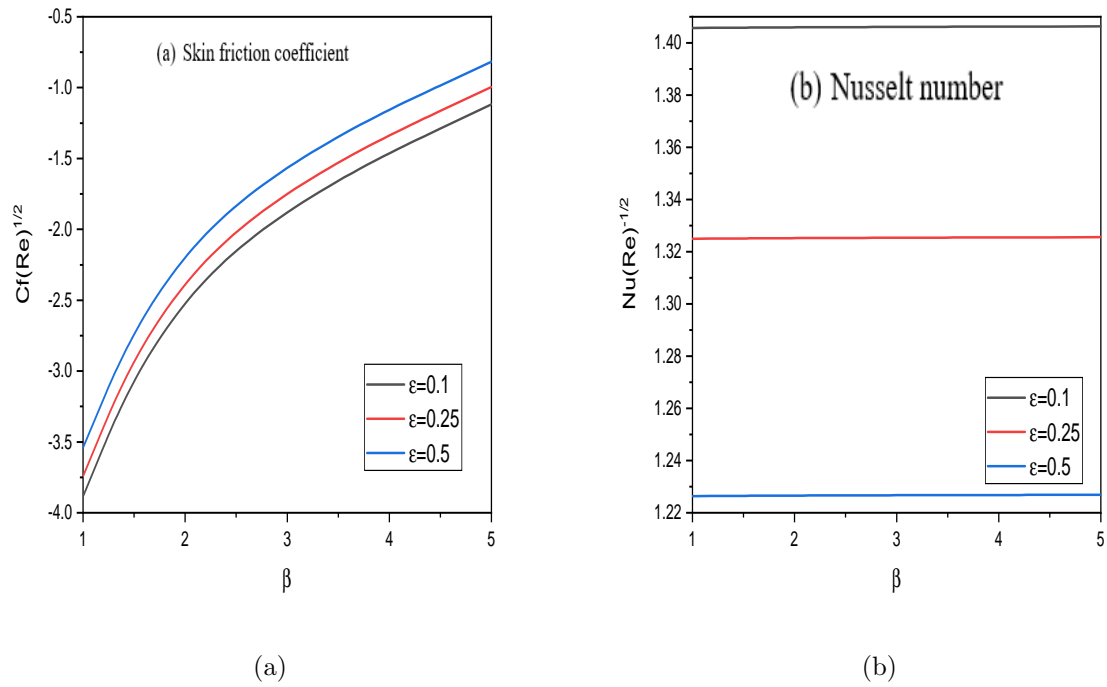 (a) Skin friction coefficient
-0.5
-1.0
-1.5
-2.0
-2.5
-3.0
-3.5
-4.0
Cf(Re)^1/2
ε=0.1
ε=0.25
ε=0.5
1 2 3 4 5
β
(a)
(b) Nusselt number
1.40
1.38
1.36
1.34
1.32
1.30
1.28
1.26
1.24
1.22
Nu(Re)^-1/2
ε=0.1
ε=0.25
ε=0.5
1 2 3 4 5
β
(b)